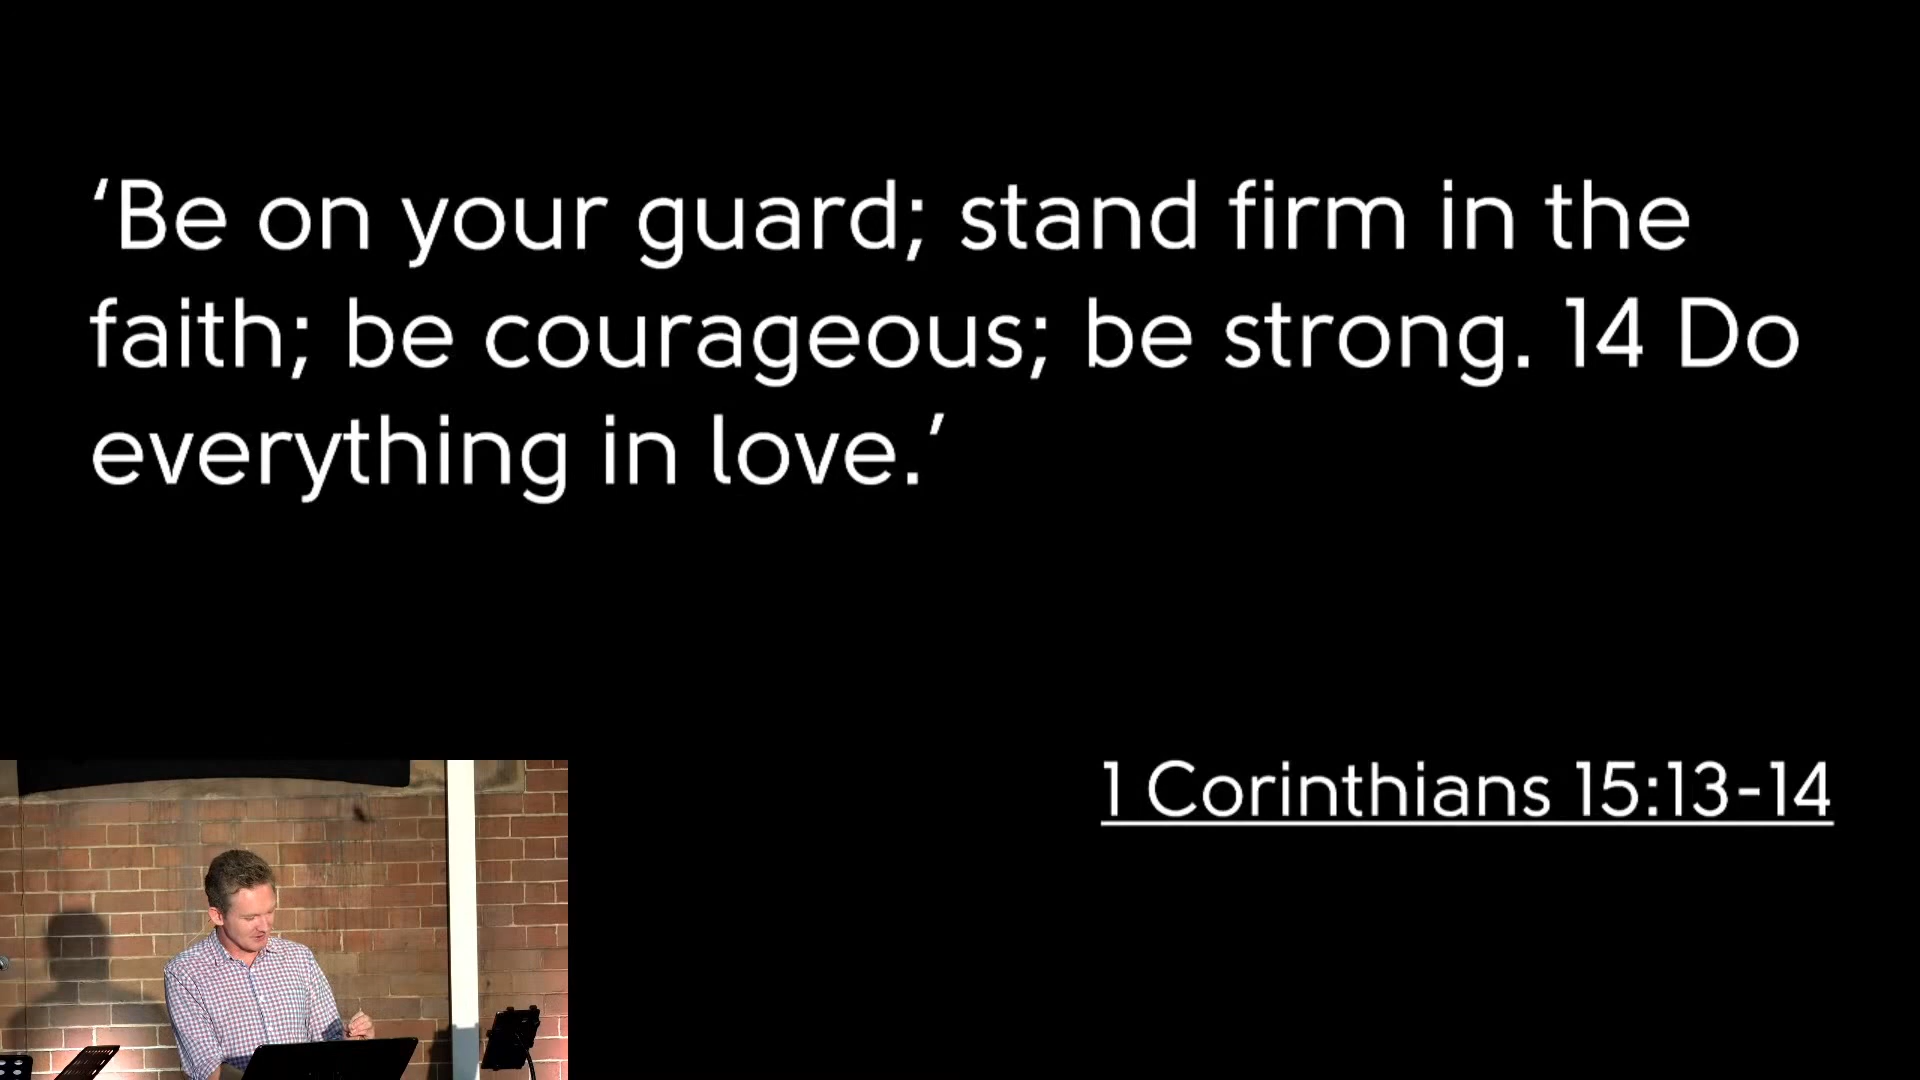 ‘Be on your guard; stand firm in the
faith; be courageous; be strong. 14 Do
everything in love.’
1 Corinthians 15:13-14